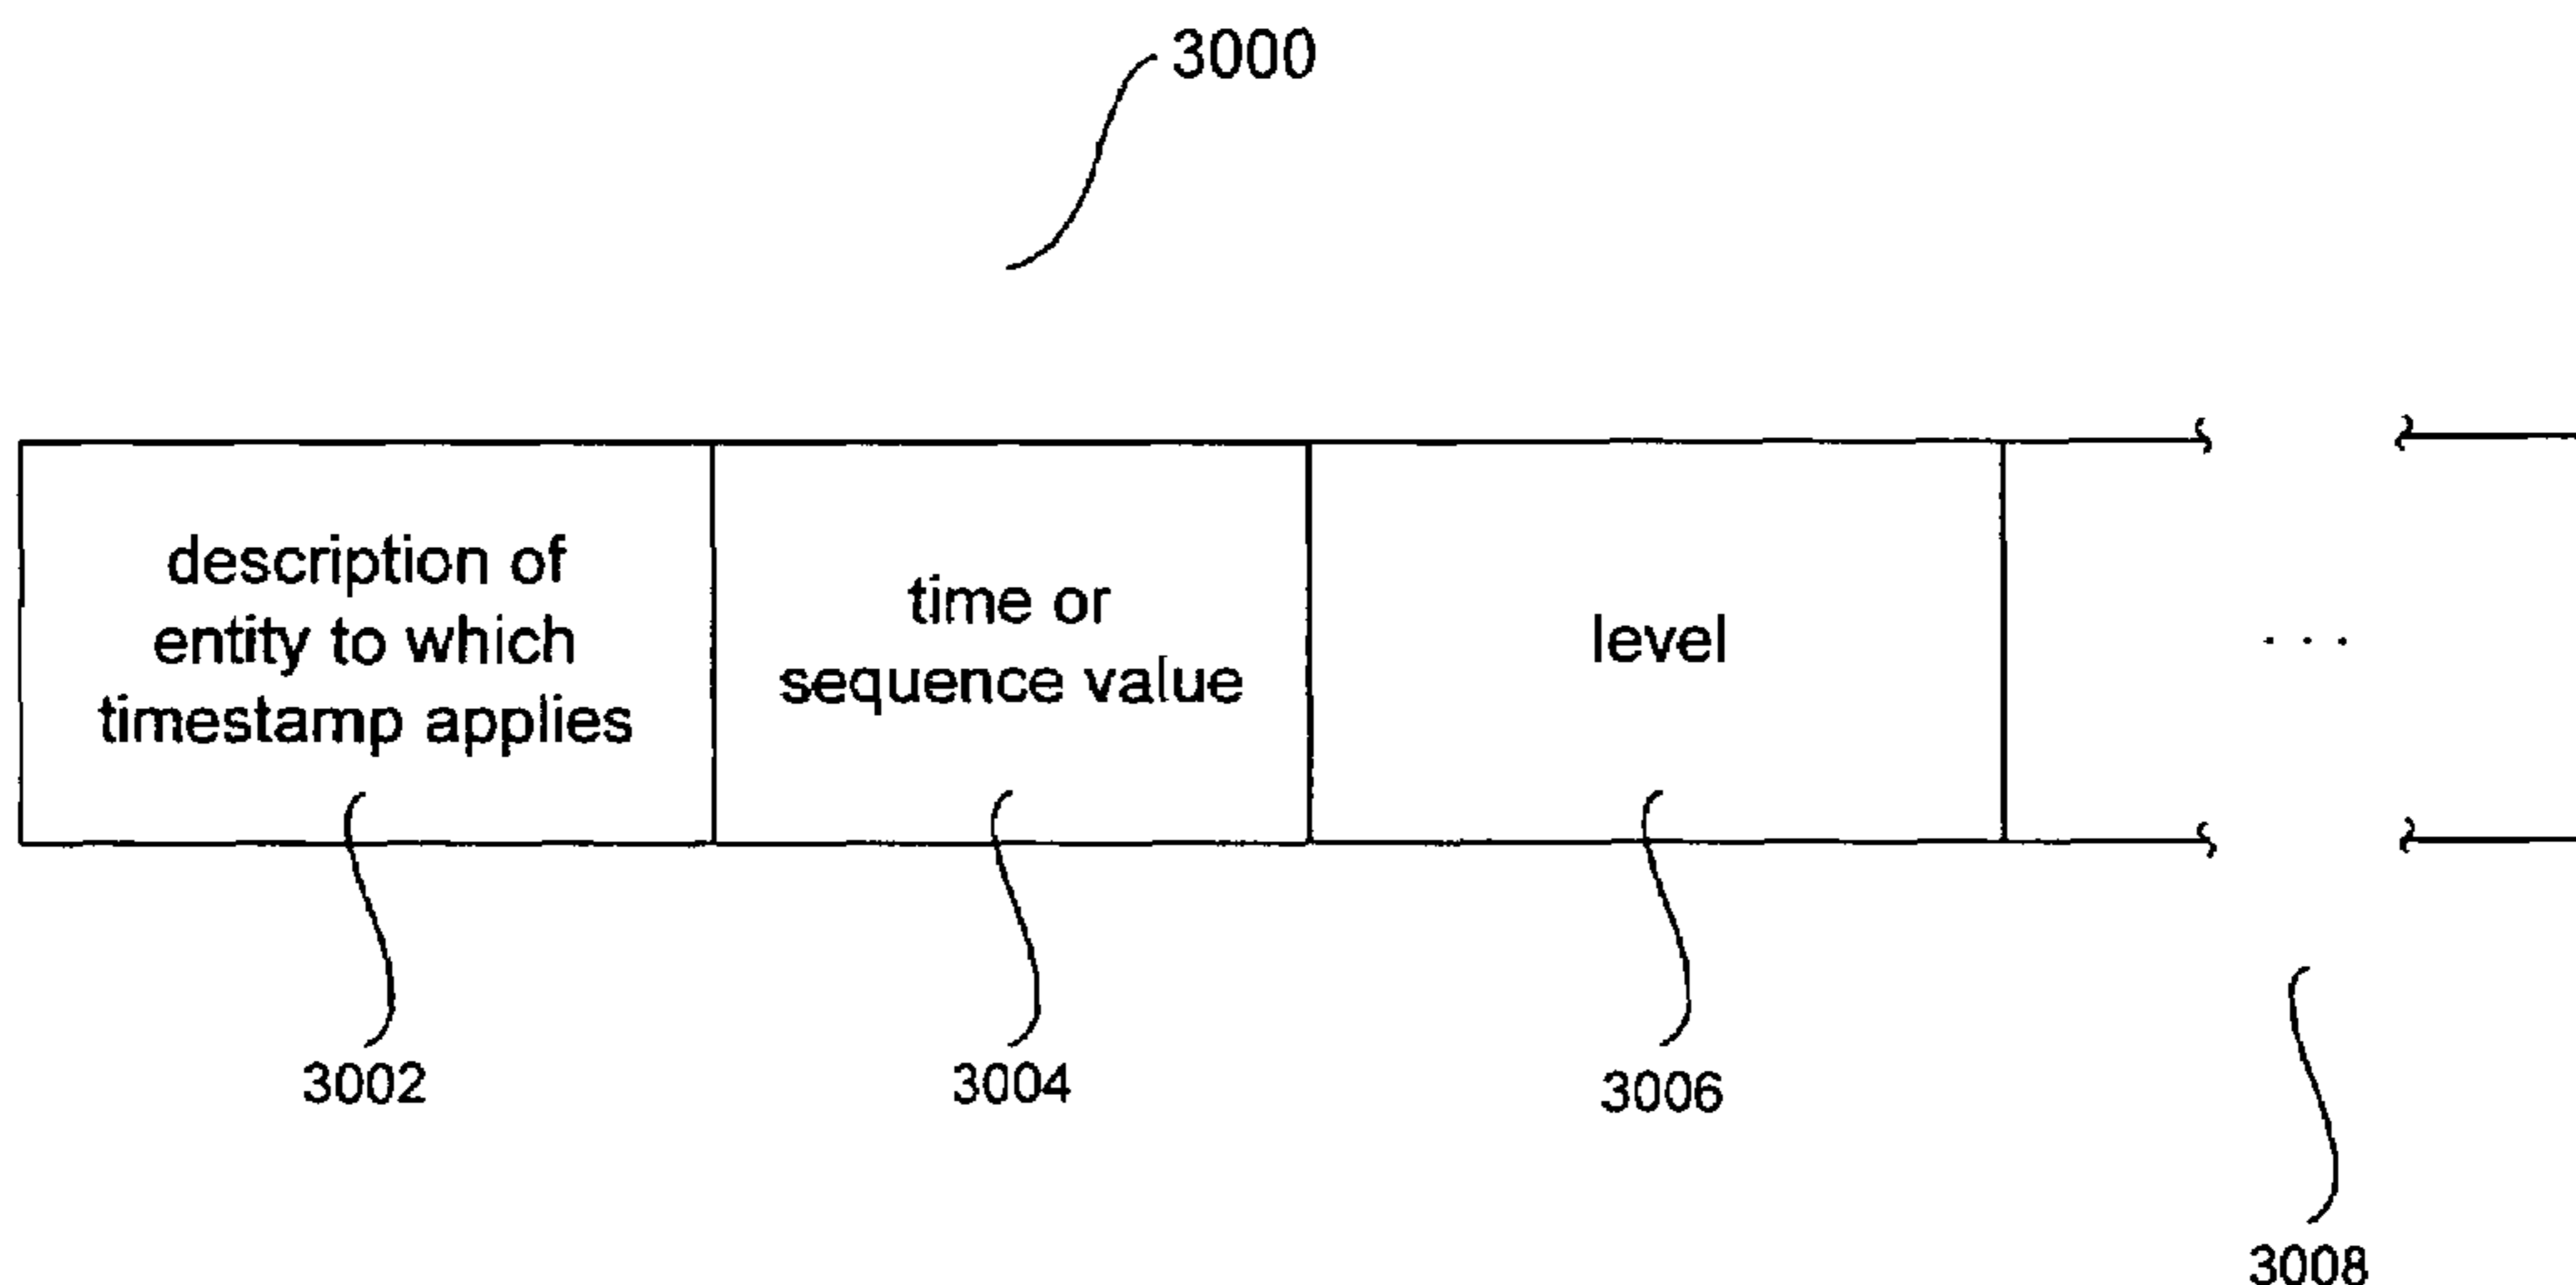 3000
description of
entity to which
timestamp applies
time or
sequence value
level
. . .
3002
3004
3006
3008